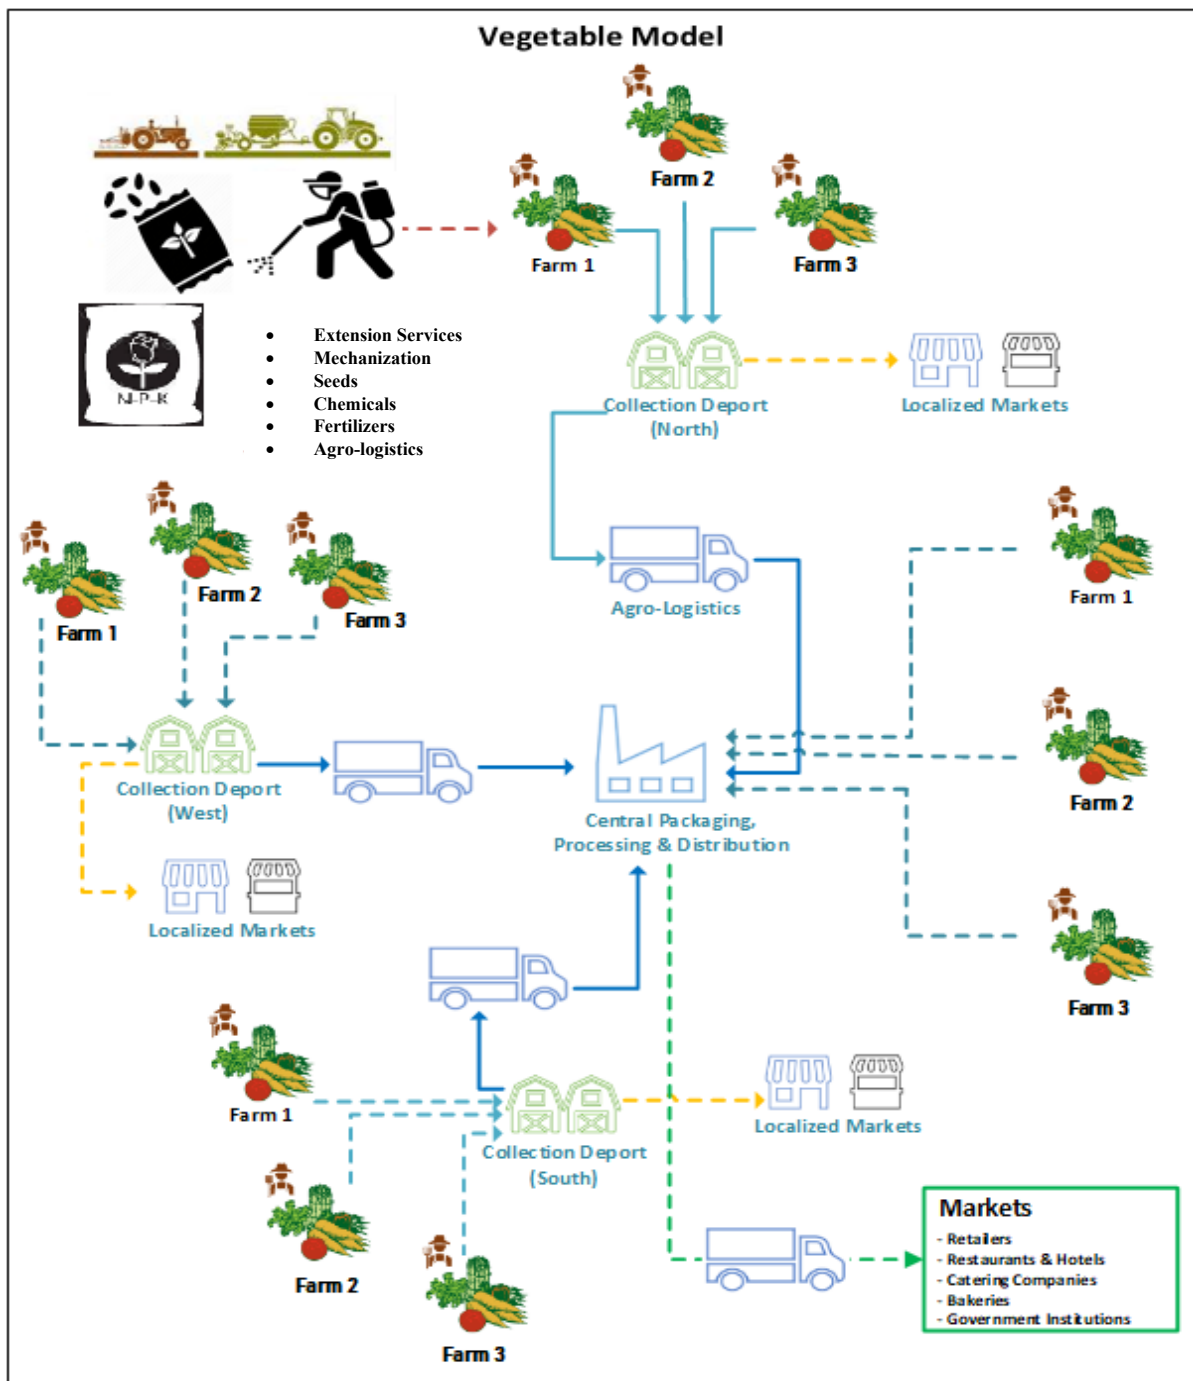 Vegetable Model
Farm 2
Farm 1
Farm 3
N-P-K
• Extension Services
• Mechanization
• Seeds
• Chemicals
• Fertilizers
• Agro-logistics
Collection Deport
(North)
Localized Markets
Farm 2
Farm 1
Farm 3
Agro-Logistics
Farm 1
Collection Deport
(West)
Farm 2
Central Packaging,
Processing & Distribution
Localized Markets
Farm 3
Farm 1
Farm 2
Farm 3
Collection Deport
(South)
Localized Markets
Markets
- Retailers
- Restaurants & Hotels
- Catering Companies
- Bakeries
- Government Institutions